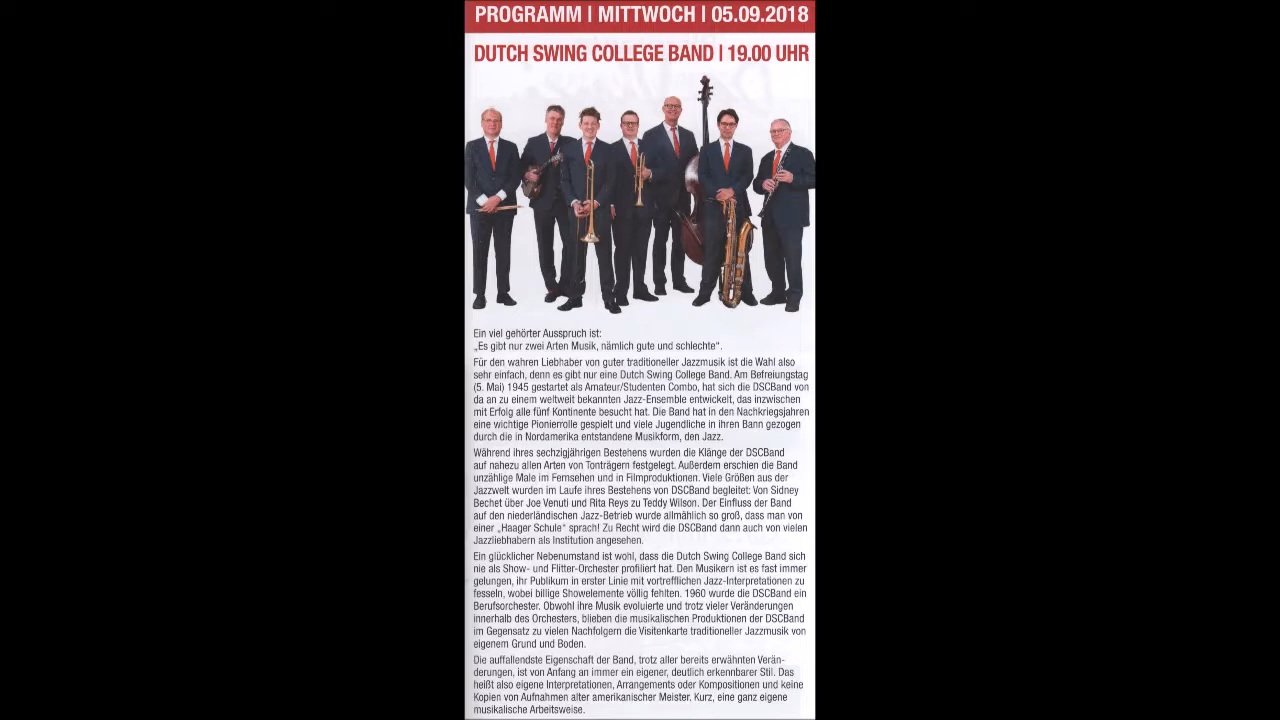 PROGRAMM | MITTWOCH | 05.09.2018
DUTCH SWING COLLEGE BAND | 19.00 UHR
Ein viel gehörter Ausspruch ist:
„Es gibt nur zwei Arten Musik, nämlich gute und schlechte“.
Für den wahren Liebhaber von guter traditioneller Jazzmusik ist die Wahl also
sehr einfach, denn es gibt nur eine Dutch Swing College Band. Am Befreiungstag
(5. Mai) 1945 gestartet als Amateur/Studenten Combo, hat sich die DSCBand von
da an zu einem weltweit bekannten Jazz-Ensemble entwickelt, das inzwischen
mit Erfolg alle fünf Kontinente besucht hat. Die Band hat in den Nachkriegsjahren
eine wichtige Pionierrolle gespielt und viele Jugendliche in ihren Bann gezogen
durch die in Nordamerika entstandene Musikform, den Jazz.
Während ihres sechzigjährigen Bestehens wurden die Klänge der DSCBand
auf nahezu allen Arten von Tonträgern festgelegt. Außerdem erschien die Band
unzählige Male im Fernsehen und in Filmproduktionen. Viele Größen aus der
Jazzwelt wurden im Laufe ihres Bestehens von DSCBand begleitet: Von Sidney
Bechet über Joe Venuti und Rita Reys zu Teddy Wilson. Der Einfluss der Band
auf den niederländischen Jazz-Betrieb wurde allmählich so groß, dass man von
einer „Haager Schule“ sprach! Zu Recht wird die DSCBand dann auch von vielen
Jazzliebhabern als Institution angesehen.
Ein glücklicher Nebenumstand ist wohl, dass die Dutch Swing College Band sich
nie als Show- und Flitter-Orchester profiliert hat. Den Musikern ist es fast immer
gelungen, ihr Publikum in erster Linie mit vortrefflichen Jazz-Interpretationen zu
fesseln, wobei billige Showelemente völlig fehlten. 1960 wurde die DSCBand ein
Berufsorchester. Obwohl ihre Musik evoluierte und trotz vieler Veränderungen
innerhalb des Orchesters, blieben die musikalischen Produktionen der DSCBand
im Gegensatz zu vielen Nachfolgern die Visitenkarte traditioneller Jazzmusik von
eigenem Grund und Boden.
Die auffallendste Eigenschaft der Band, trotz aller bereits erwähnten Verän-
derungen, ist von Anfang an immer ein eigener, deutlich erkennbarer Stil. Das
heißt also eigene Interpretationen, Arrangements oder Kompositionen und keine
Kopien von Aufnahmen alter amerikanischer Meister. Kurz, eine ganz eigene
musikalische Arbeitsweise.